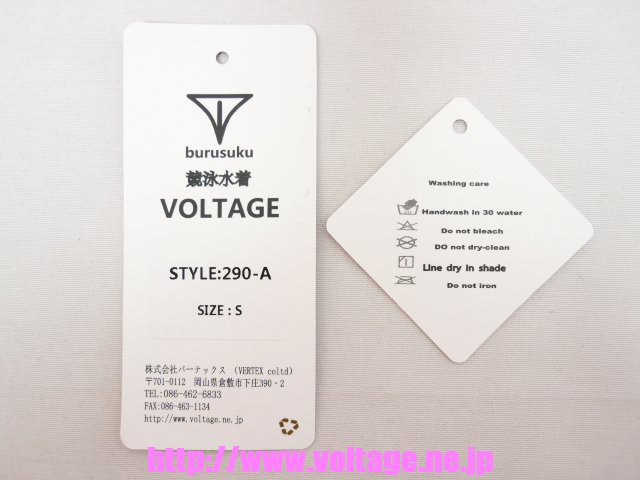 burusuku
競泳水着
VOLTAGE
STYLE:290-A
SIZE : S
株式会社バーテックス (VERTEX coltd)
〒701-0112 岡山県倉敷市下庄390-2
TEL:086-462-6833
FAX:086-463-1134
http://www.voltage.ne.jp
Washing care
Handwash in 30 water
Do not bleach
DO not dry-clean
Line dry in shade
Do not iron
http://www.voltage.ne.jp